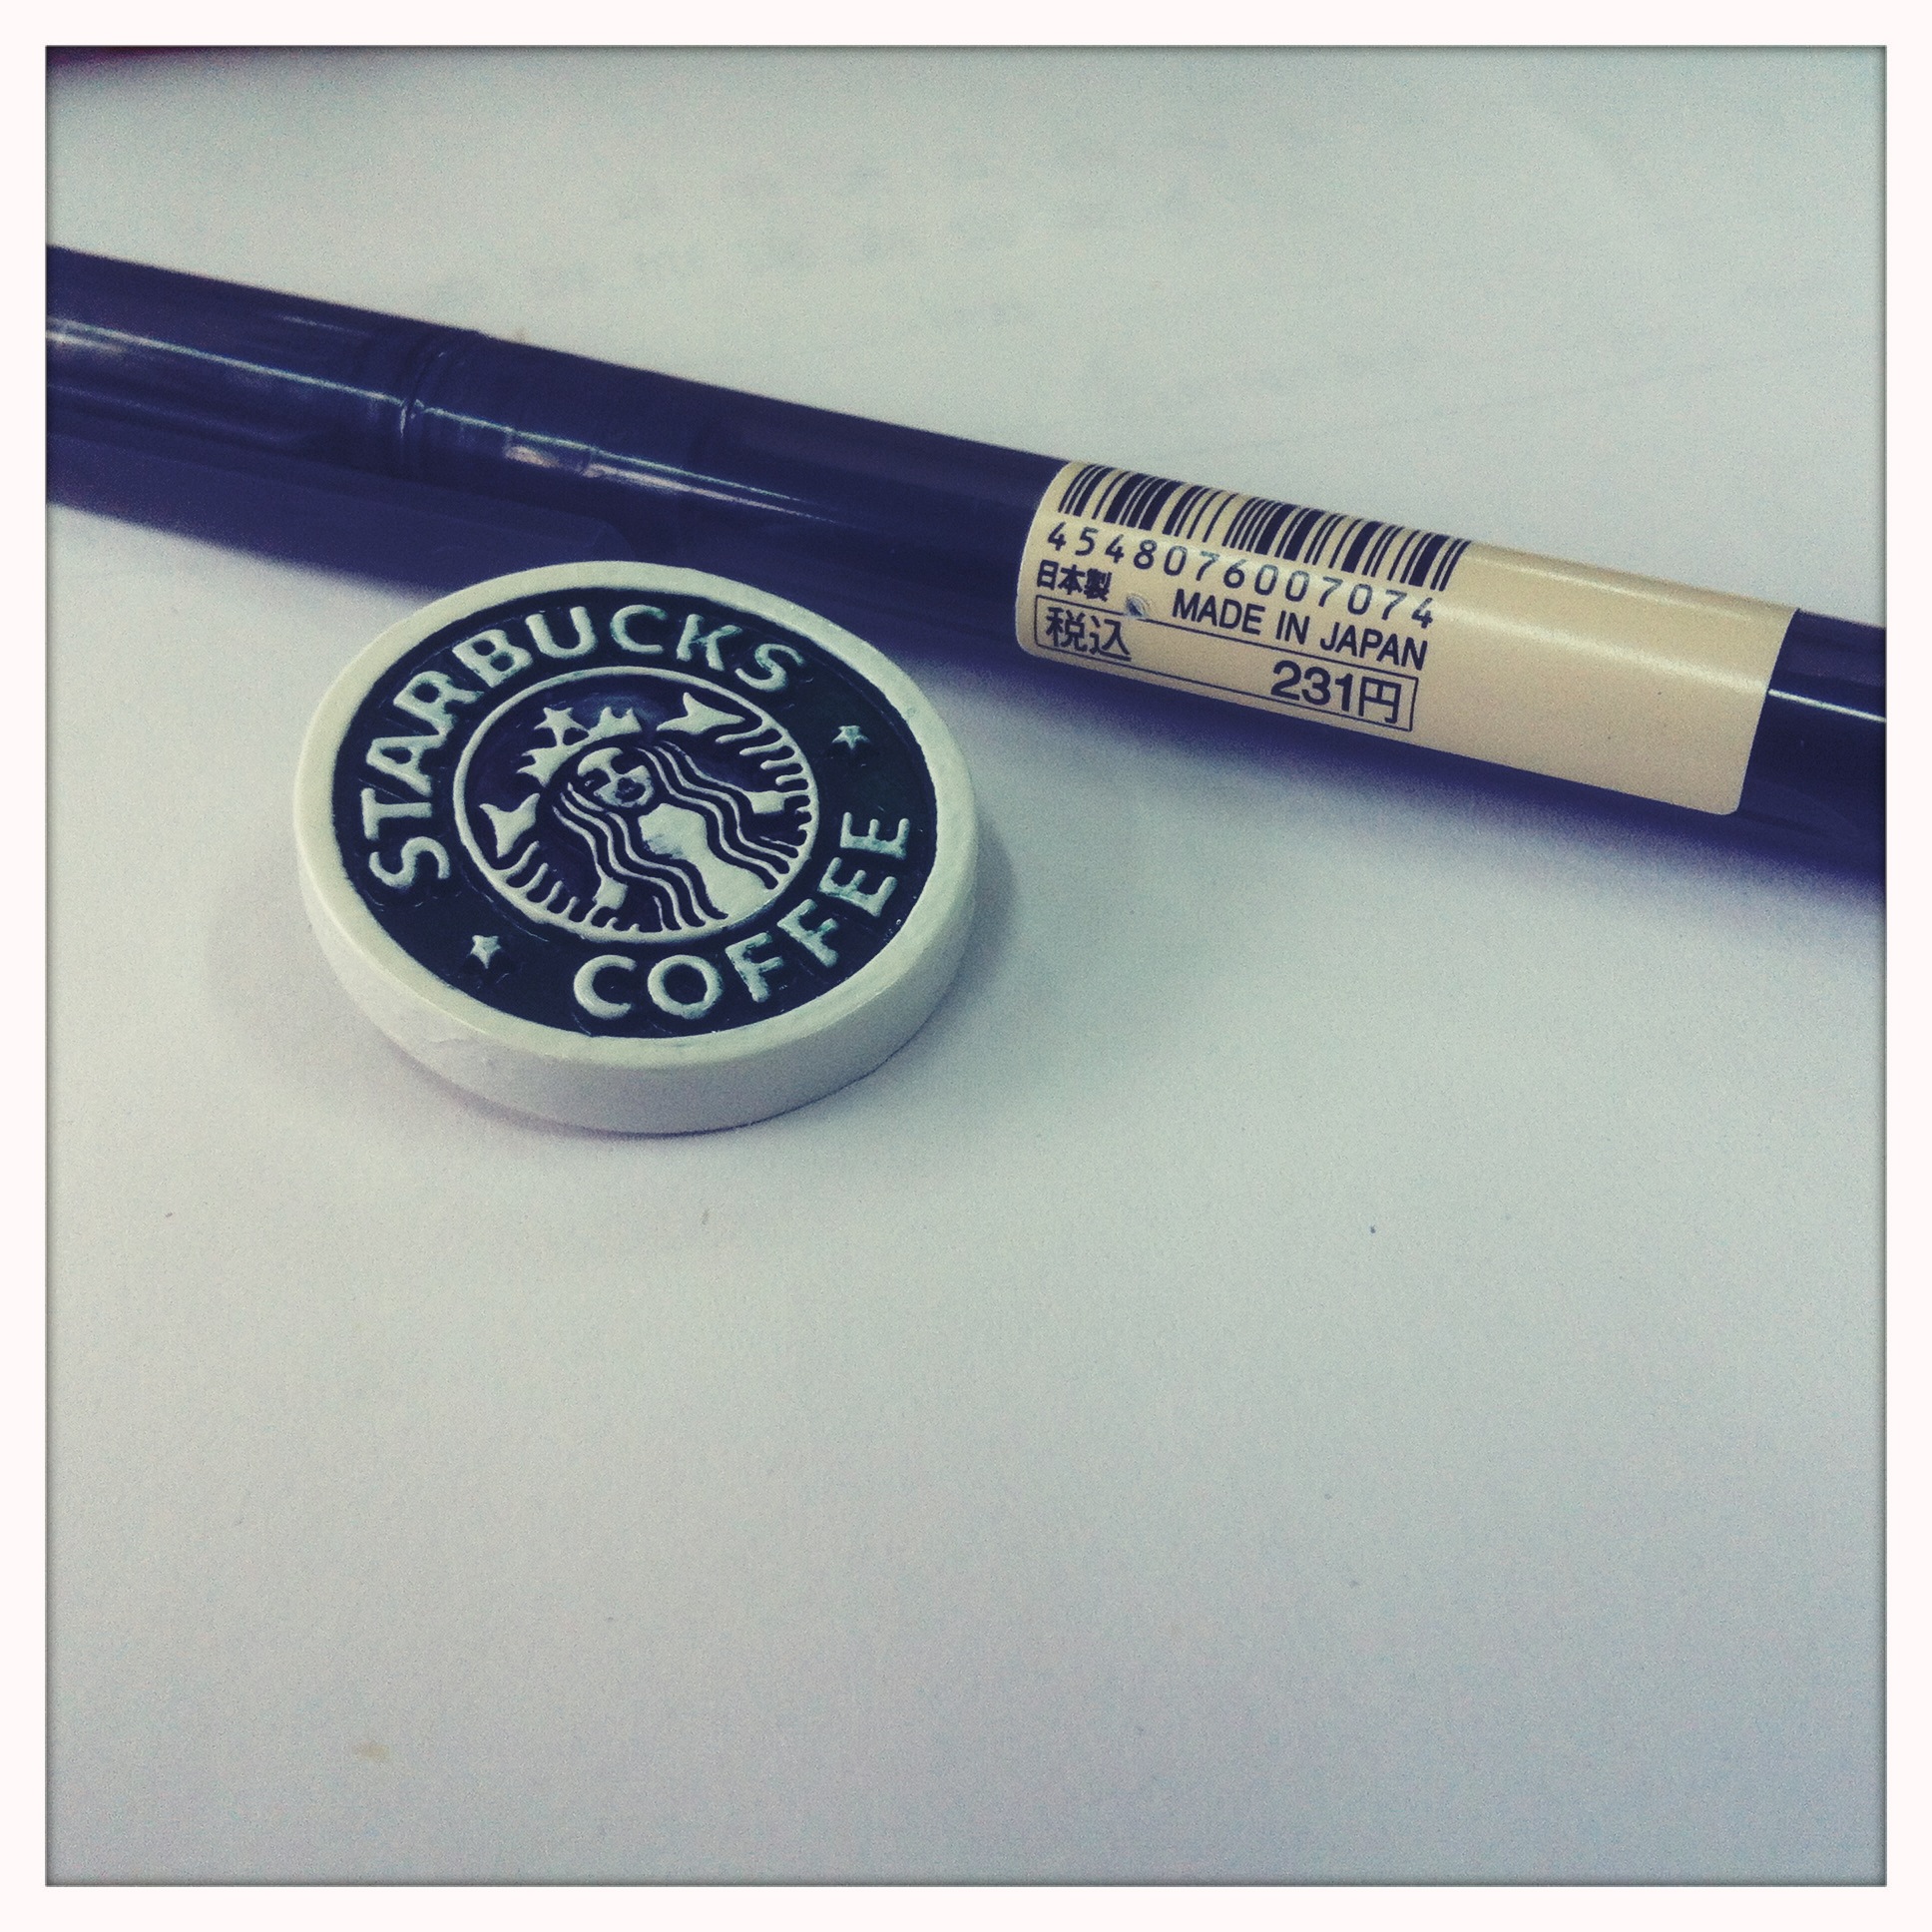 STARBUCKS
COFFEE
4548076007074
日本製 MADE IN JAPAN
税込 231円